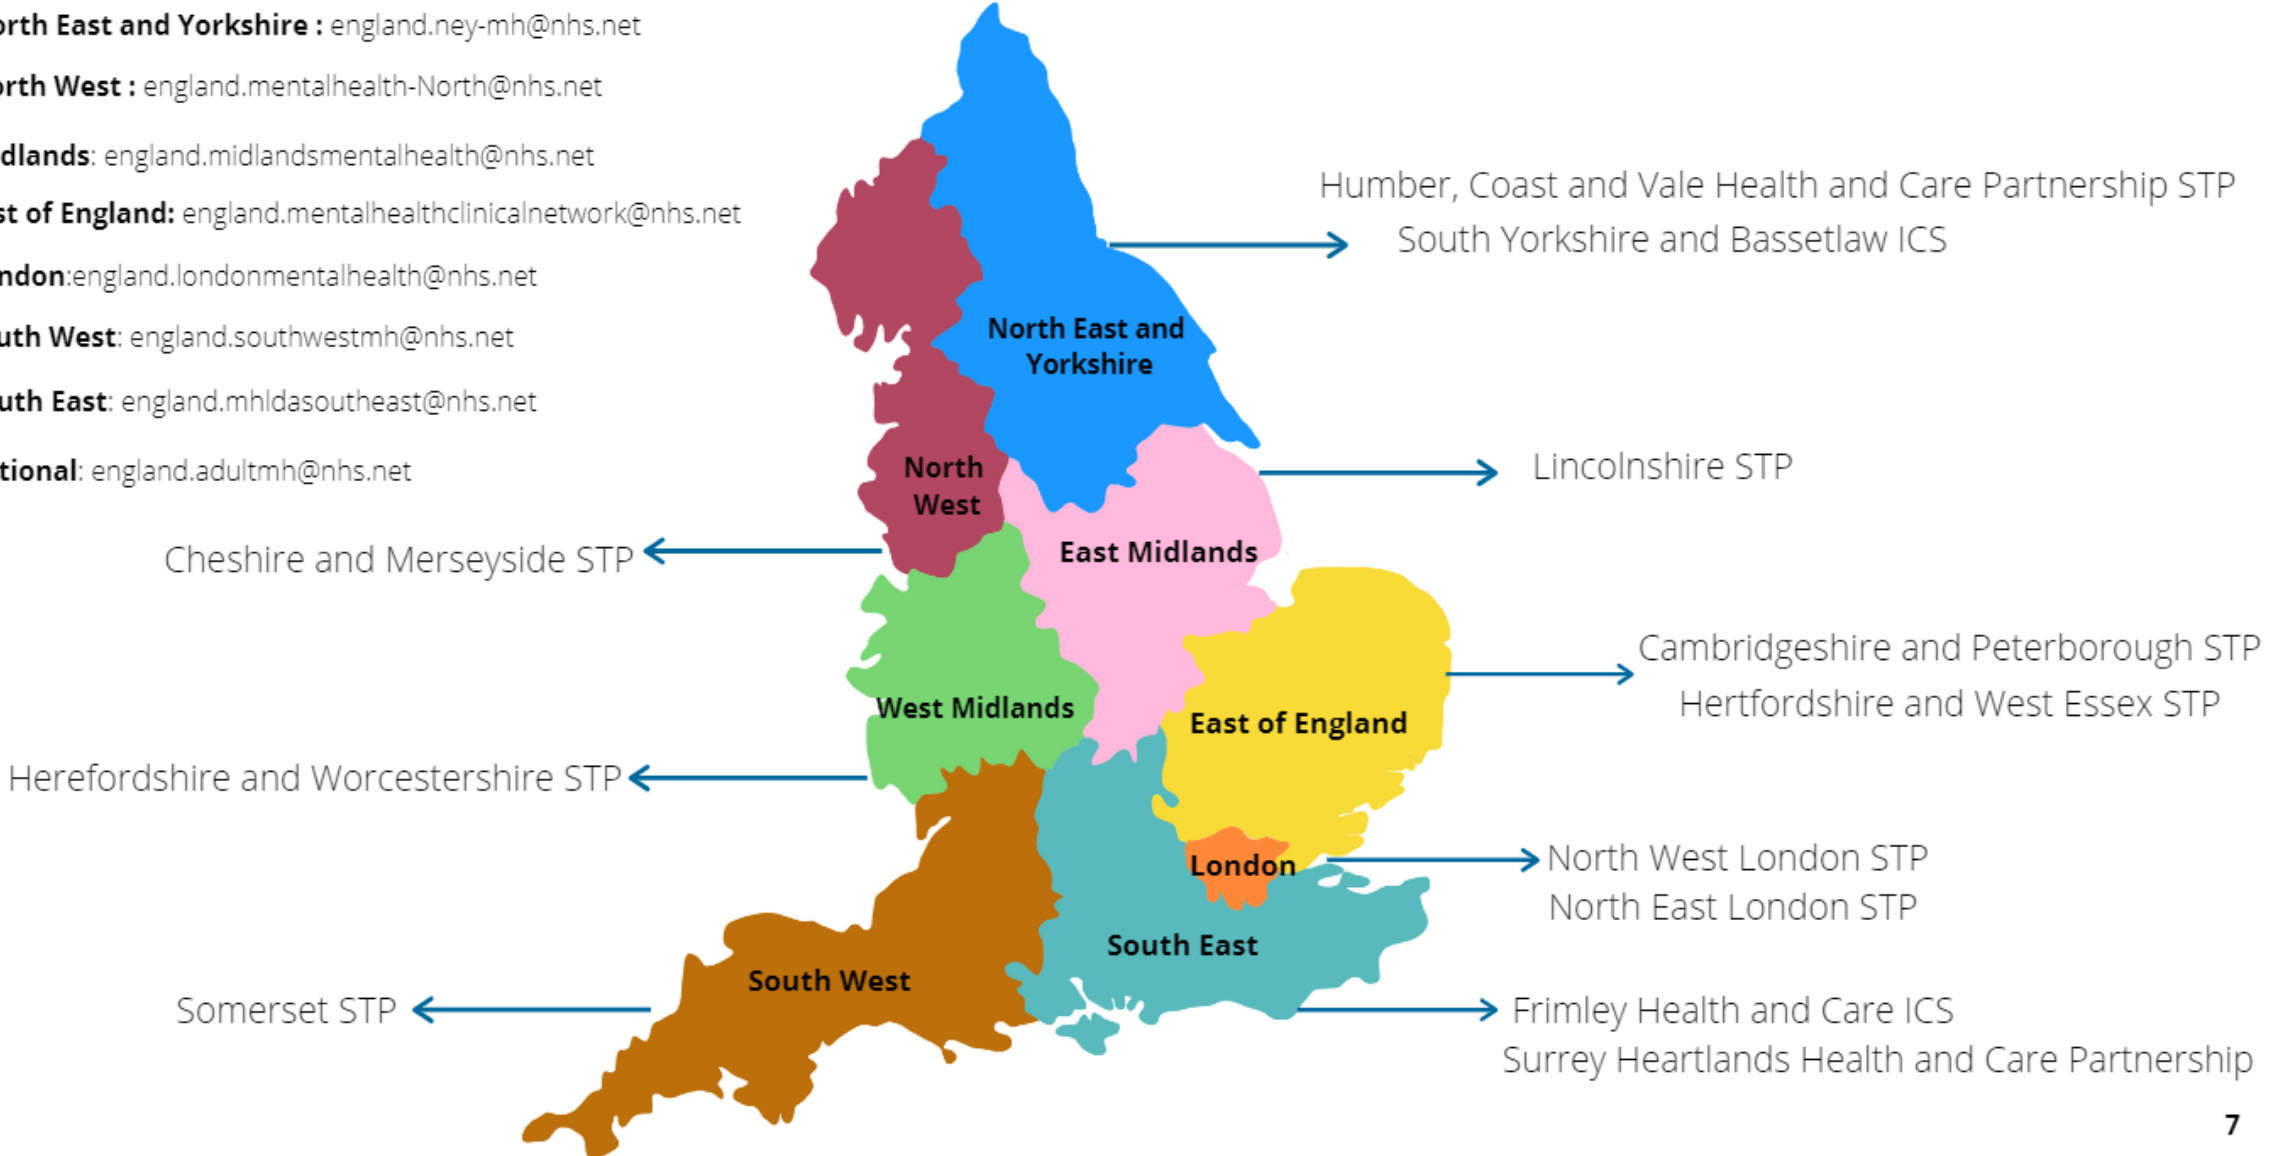 orth East and Yorkshire : england.ney-mh@nhs.net
orth West : england.mentalhealth-North@nhs.net
dlands: england.midlandsmentalhealth@nhs.net
st of England: england.mentalhealthclinicalnetwork@nhs.net
ndon:england.londonmentalhealth@nhs.net
uth West: england.southwestmh@nhs.net
uth East: england.mhldasoutheast@nhs.net
tional: england.adultmh@nhs.net
Humber, Coast and Vale Health and Care Partnership STP
South Yorkshire and Bassetlaw ICS
North East and
Yorkshire
Lincolnshire STP
North
West
East Midlands
Cheshire and Merseyside STP
Cambridgeshire and Peterborough STP
Hertfordshire and West Essex STP
West Midlands
East of England
Herefordshire and Worcestershire STP
London
North West London STP
North East London STP
South East
South West
Somerset STP
Frimley Health and Care ICS
Surrey Heartlands Health and Care Partnership
7